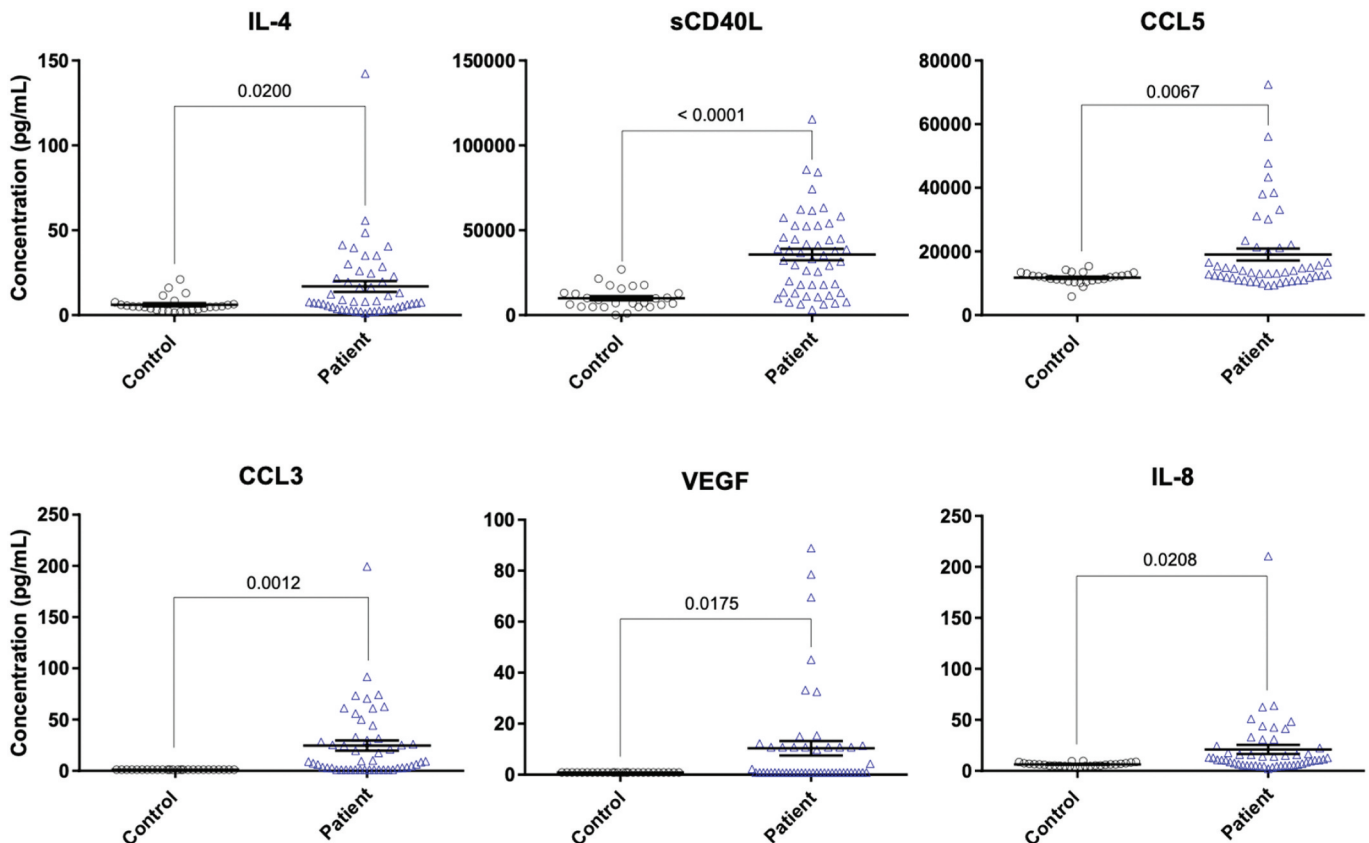 IL-4
sCD40L
CCL5
Concentration (pg/mL)
150
100
50
0
0.0200
Control
Patient
150000
100000
50000
0
< 0.0001
Control
Patient
80000
60000
40000
20000
0
0.0067
Control
Patient
CCL3
VEGF
IL-8
Concentration (pg/mL)
250
200
150
100
50
0
0.0012
Control
Patient
100
80
60
40
20
0
0.0175
Control
Patient
250
200
150
100
50
0
0.0208
Control
Patient